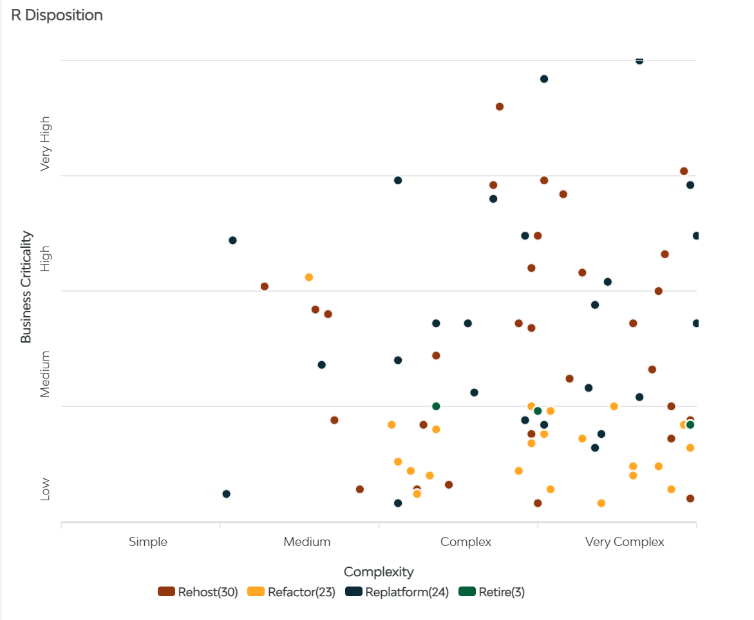 R Disposition
Very High
High
Medium
Low
Business Criticality
Simple Medium Complex Very Complex
Complexity
Rehost(30) Refactor(23) Replatform(24) Retire(3)